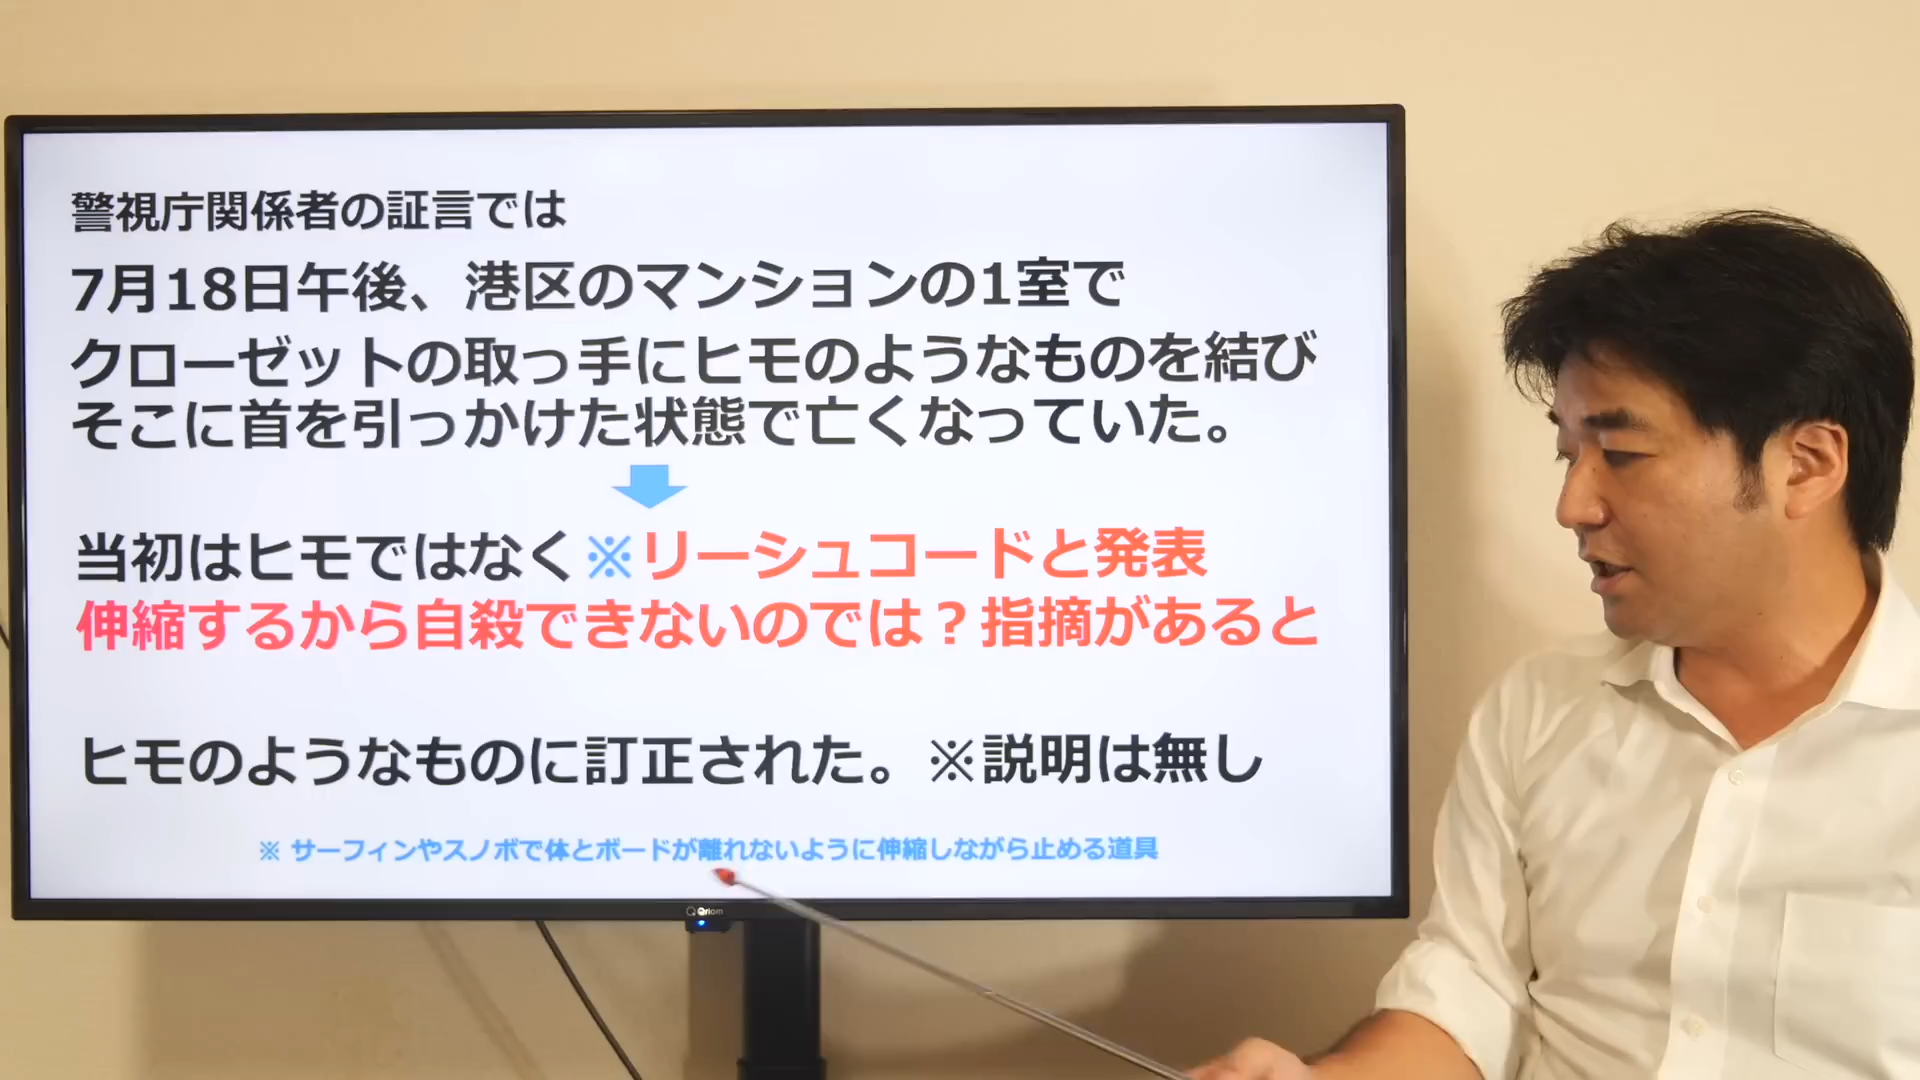 警視庁関係者の証言では
7月18日午後、港区のマンションの1室で
クローゼットの取っ手にヒモのようなものを結び
そこに首を引っかけた状態で亡くなっていた。
当初はヒモではなく※リーシュコードと発表
伸縮するから自殺できないのでは？指摘があると
ヒモのようなものに訂正された。※説明は無し
※ サーフィンやスノボで体とボードが離れないように伸縮しながら止める道具
Qriom